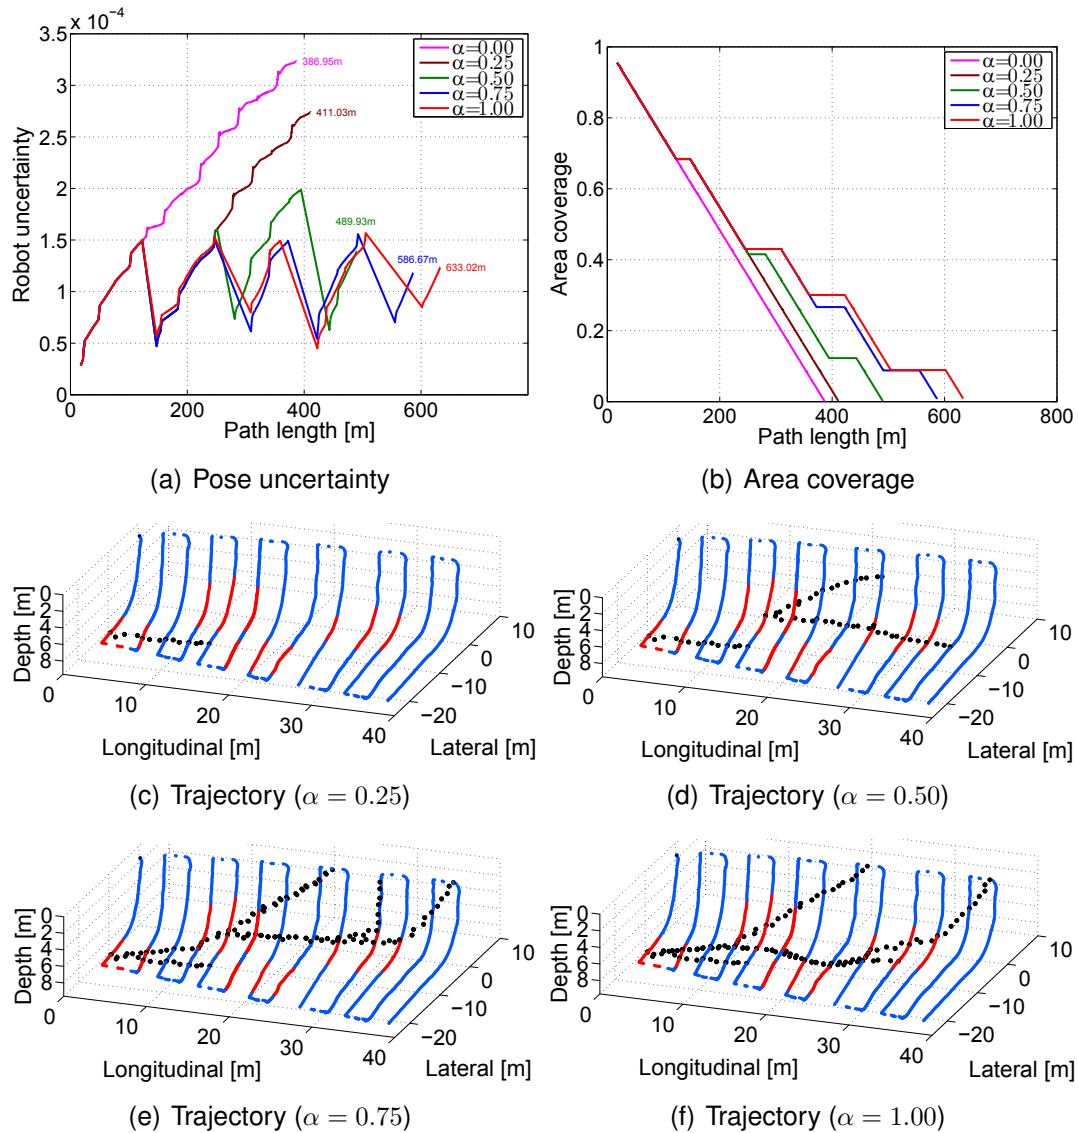 x 10⁻⁴
3.5
3
2.5
2
1.5
1
0.5
0
Robot uncertainty
386.95m
411.03m
489.93m
586.67m
633.02m
α=0.00
α=0.25
α=0.50
α=0.75
α=1.00
0 200 400 600
Path length [m]
(a) Pose uncertainty
1
0.8
0.6
0.4
0.2
0
Area coverage
α=0.00
α=0.25
α=0.50
α=0.75
α=1.00
0 200 400 600 800
Path length [m]
(b) Area coverage
Depth [m]
0
2
4
6
8
0 10 20 30 40
Longitudinal [m]
10
0
−10
−20
Lateral [m]
(c) Trajectory (α = 0.25)
Depth [m]
0
2
4
6
8
0 10 20 30 40
Longitudinal [m]
10
0
−10
−20
Lateral [m]
(d) Trajectory (α = 0.50)
Depth [m]
0
2
4
6
8
0 10 20 30 40
Longitudinal [m]
10
0
−10
−20
Lateral [m]
(e) Trajectory (α = 0.75)
Depth [m]
0
2
4
6
8
0 10 20 30 40
Longitudinal [m]
10
0
−10
−20
Lateral [m]
(f) Trajectory (α = 1.00)